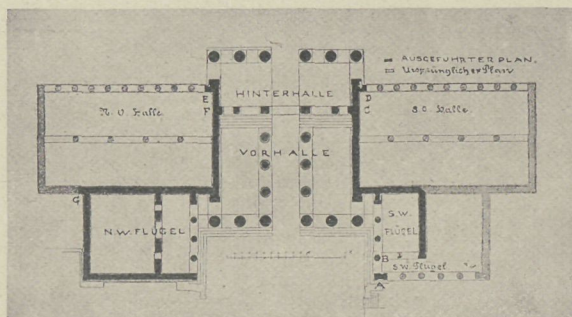 AUSGEFÜHRTER PLAN.
Ursprünglicher Plan
E
HINTERHALLE
D
F
C
N. O. Halle.
S.O. Halle.
VORHALLE
G
N.W. FLÜGEL
S.W.
FLÜGEL
B
S.W. Flügel
A